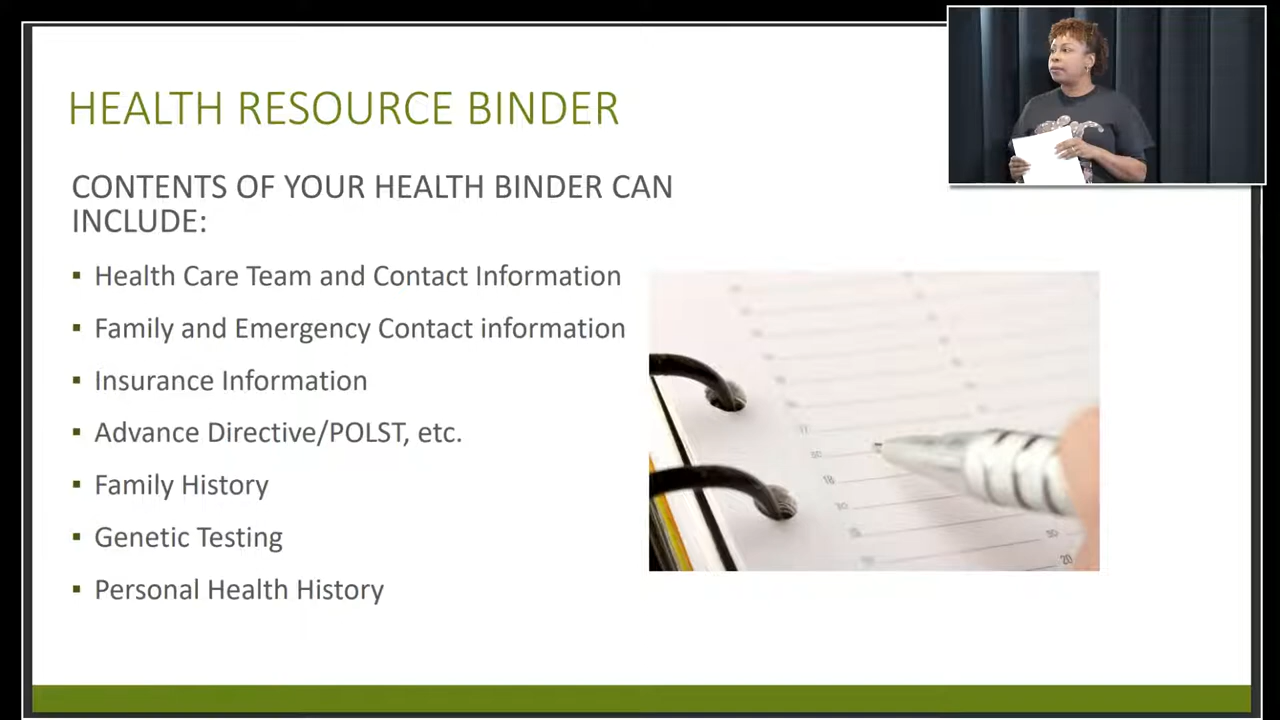 HEALTH RESOURCE BINDER
CONTENTS OF YOUR HEALTH BINDER CAN
INCLUDE:
▪ Health Care Team and Contact Information
▪ Family and Emergency Contact information
▪ Insurance Information
▪ Advance Directive/POLST, etc.
▪ Family History
▪ Genetic Testing
▪ Personal Health History